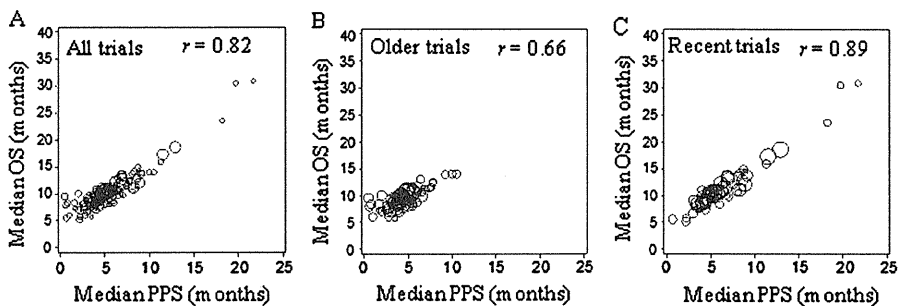 A
All trials
r = 0.82
40
35
30
25
20
15
10
5
0
Median OS (months)
0 5 10 15 20 25
Median PPS (months)
B
Older trials
r = 0.66
40
35
30
25
20
15
10
5
0
Median OS (months)
0 5 10 15 20 25
Median PPS (months)
C
Recent trials
r = 0.89
40
35
30
25
20
15
10
5
0
Median OS (months)
0 5 10 15 20 25
Median PPS (months)